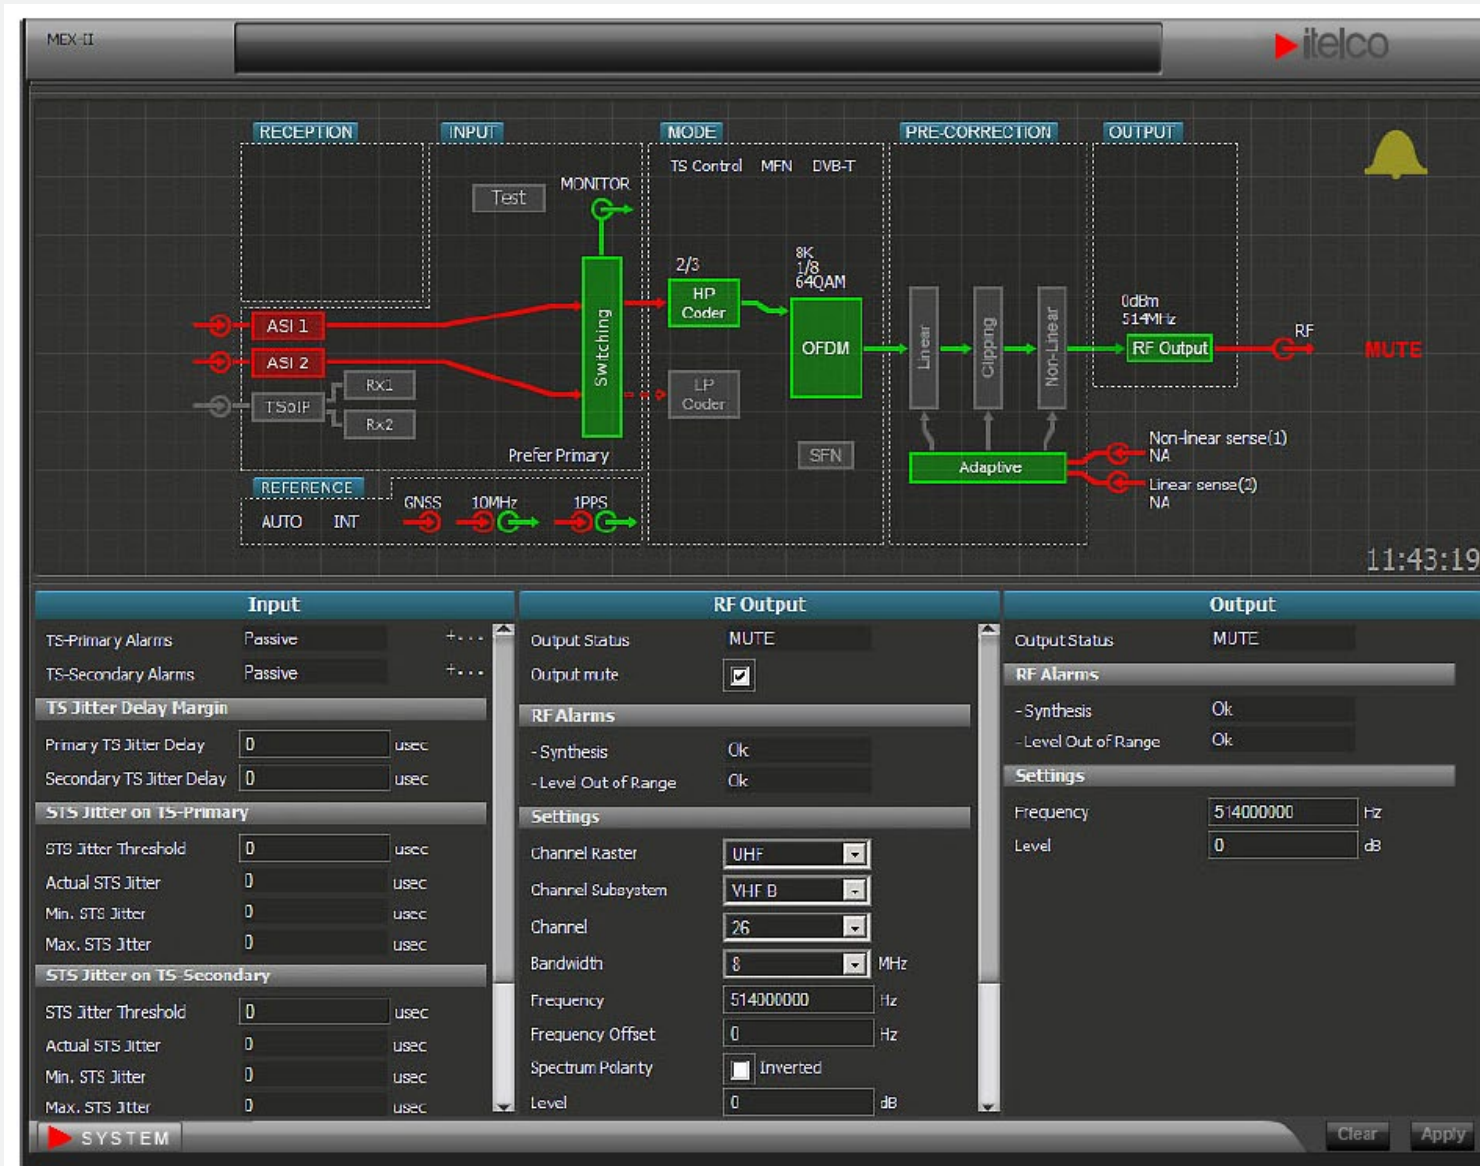 MEX-II
itelco
RECEPTION
INPUT
MODE
PRE-CORRECTION
OUTPUT
TS Control MFN DVB-T
Test
MONITOR
2/3
8K
1/8
64QAM
HP
Coder
ASI 1
ASI 2
TSoIP
Rx1
Rx2
Switching
LP
Coder
OFDM
SFN
Linear
Clipping
Non-Linear
0dBm
514MHz
RF Output
RF
MUTE
Prefer Primary
Adaptive
Non-linear sense(1)
NA
Linear sense(2)
NA
REFERENCE
AUTO INT
GNSS
10MHz
1PPS
11:43:19
Input
TS-Primary Alarms Passive +...
TS-Secondary Alarms Passive +...
TS Jitter Delay Margin
Primary TS Jitter Delay 0 usec
Secondary TS Jitter Delay 0 usec
STS Jitter on TS-Primary
STS Jitter Threshold 0 usec
Actual STS Jitter 0 usec
Min. STS Jitter 0 usec
Max. STS Jitter 0 usec
STS Jitter on TS-Secondary
STS Jitter Threshold 0 usec
Actual STS Jitter 0 usec
Min. STS Jitter 0 usec
Max. STS Jitter 0 usec
RF Output
Output Status MUTE
Output mute
RF Alarms
- Synthesis Ok
- Level Out of Range Ok
Settings
Channel Raster UHF
Channel Subsystem VHF B
Channel 26
Bandwidth 8 MHz
Frequency 514000000 Hz
Frequency Offset 0 Hz
Spectrum Polarity Inverted
Level 0 dB
Output
Output Status MUTE
RF Alarms
- Synthesis Ok
- Level Out of Range Ok
Settings
Frequency 514000000 Hz
Level 0 dB
SYSTEM
Clear
Apply